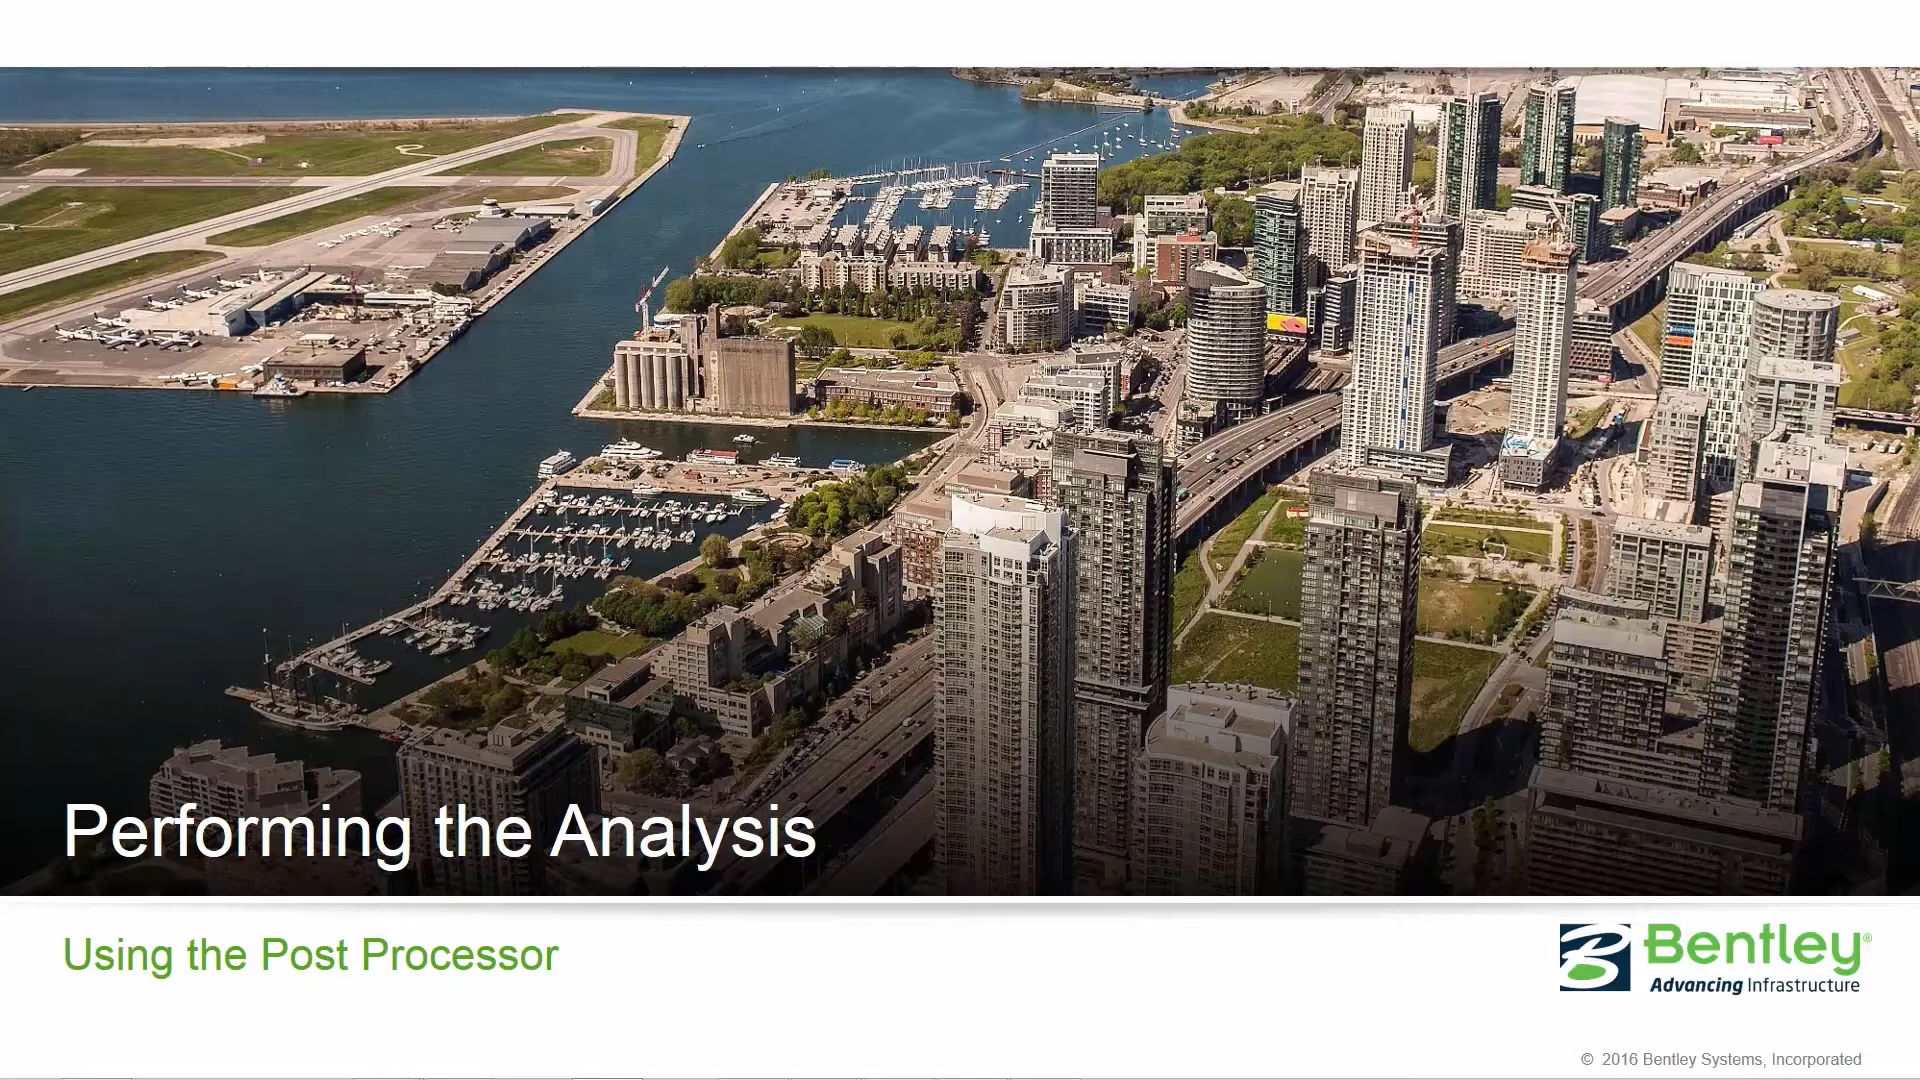 Performing the Analysis
Using the Post Processor
Bentley®
Advancing Infrastructure
© 2016 Bentley Systems, Incorporated